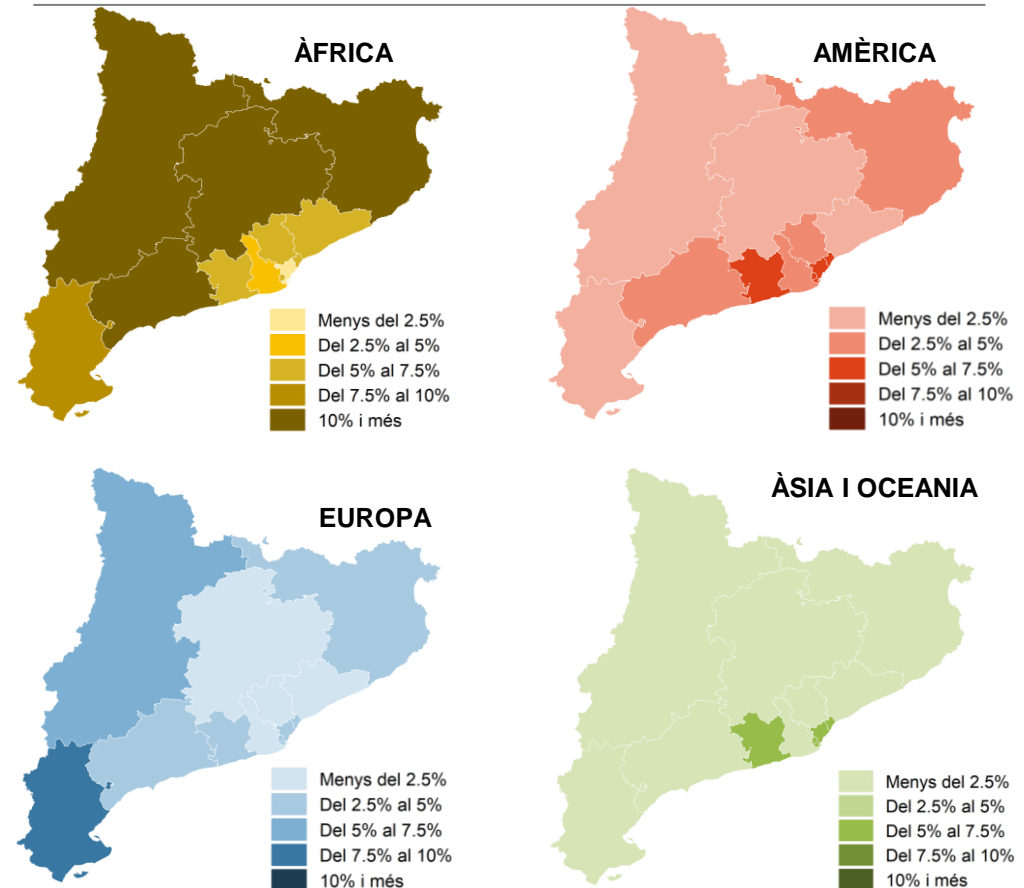 ÀFRICA
Menys del 2.5%
Del 2.5% al 5%
Del 5% al 7.5%
Del 7.5% al 10%
10% i més
AMÈRICA
Menys del 2.5%
Del 2.5% al 5%
Del 5% al 7.5%
Del 7.5% al 10%
10% i més
EUROPA
Menys del 2.5%
Del 2.5% al 5%
Del 5% al 7.5%
Del 7.5% al 10%
10% i més
ÀSIA I OCEANIA
Menys del 2.5%
Del 2.5% al 5%
Del 5% al 7.5%
Del 7.5% al 10%
10% i més